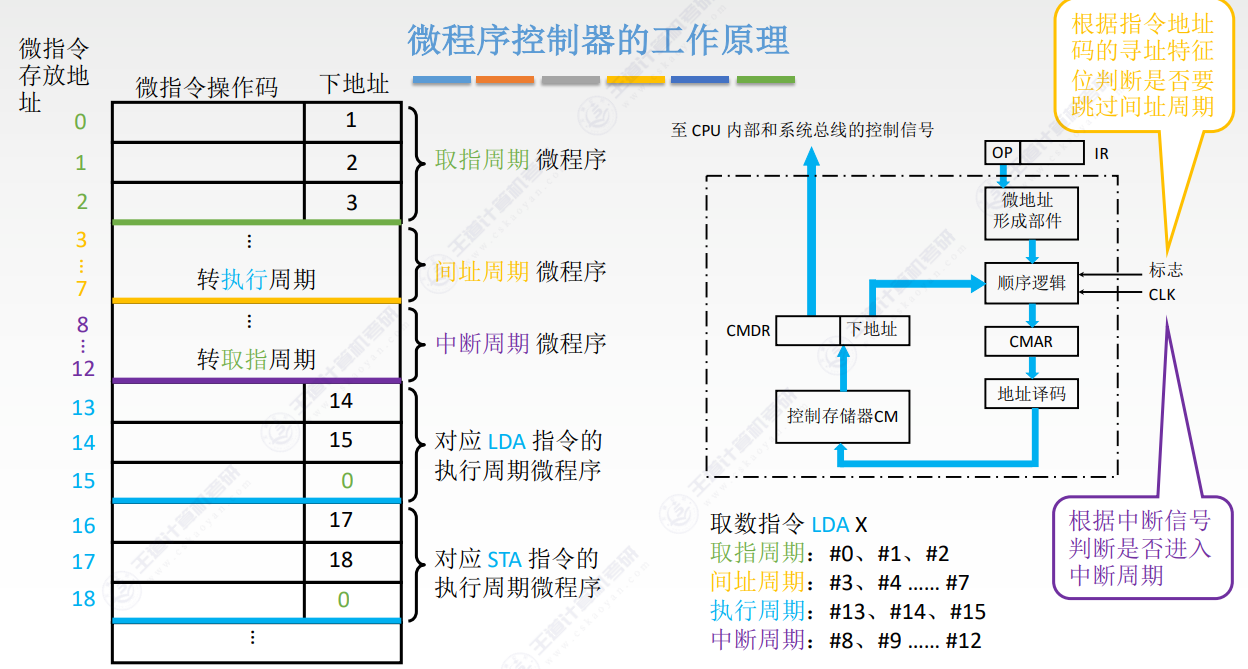 微程序控制器的工作原理
微指令
存放地
址
微指令操作码
下地址
0
1
1
2
2
3
取指周期 微程序
3
⋮
7
⋮
转执行周期
间址周期 微程序
8
⋮
12
⋮
转取指周期
中断周期 微程序
13
14
14
15
15
0
对应 LDA 指令的
执行周期微程序
16
17
17
18
18
0
对应 STA 指令的
执行周期微程序
⋮
至 CPU 内部和系统总线的控制信号
OP
IR
微地址
形成部件
顺序逻辑
标志
CLK
CMDR
下地址
CMAR
控制存储器CM
地址译码
根据指令地址
码的寻址特征
位判断是否要
跳过间址周期
根据中断信号
判断是否进入
中断周期
取数指令 LDA X
取指周期：#0、#1、#2
间址周期：#3、#4 …… #7
执行周期：#13、#14、#15
中断周期：#8、#9 …… #12
王道计算机考研